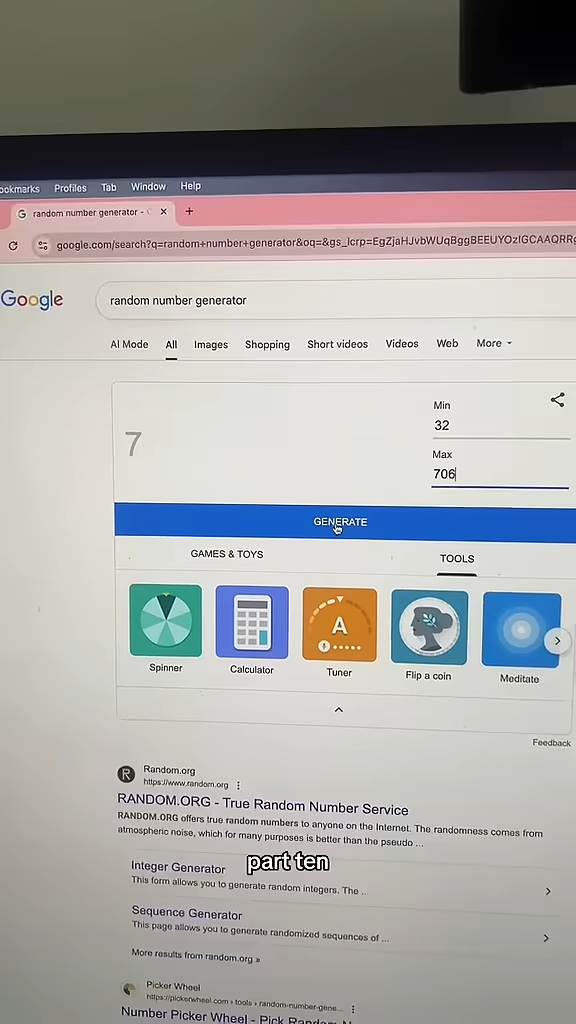 ookmarks Profiles Tab Window Help
random number generator -
google.com/search?q=random+number+generator&oq=&gs_lcrp=EgZjaHJvbWUqBggBEEUYOzIGCAAQRRg
Google
random number generator
AI Mode All Images Shopping Short videos Videos Web More
Min
32
7
Max
706
GENERATE
GAMES & TOYS TOOLS
A
Spinner Calculator Tuner Flip a coin Meditate
Feedback
R
Random.org
https://www.random.org
RANDOM.ORG - True Random Number Service
RANDOM.ORG offers true random numbers to anyone on the Internet. The randomness comes from
atmospheric noise, which for many purposes is better than the pseudo ...
Integer Generator
part ten
This form allows you to generate random integers. The ...
Sequence Generator
This page allows you to generate randomized sequences of ...
More results from random.org »
Picker Wheel
https://pickerwheel.com › tools › random-number-gene...
Number Picker Wheel - Pick Random